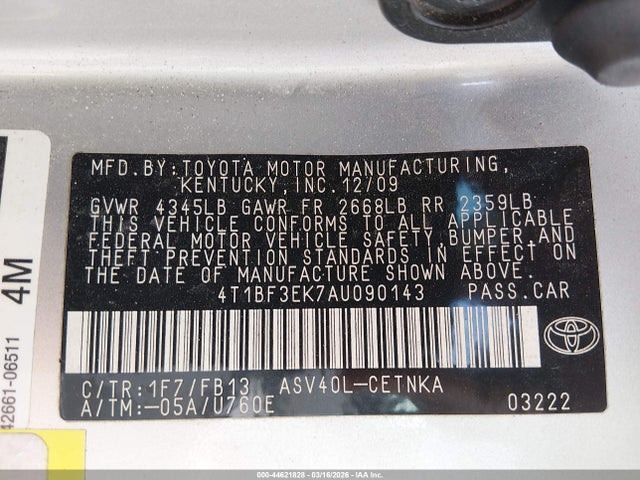 MFD.BY:TOYOTA MOTOR MANUFACTURING,
KENTUCKY,INC.12/09
GVWR 4345LB GAWR FR 2668LB RR 2359LB
THIS VEHICLE CONFORMS TO ALL APPLICABLE
FEDERAL MOTOR VEHICLE SAFETY,BUMPER,AND
THEFT PREVENTION STANDARDS IN EFFECT ON
THE DATE OF MANUFACTURE SHOWN ABOVE.
4T1BF3EK7AU090143 PASS.CAR
C/TR:1F7/FB13 ASV40L-CETNKA
A/TM:-05A/U760E 03222
4M
42661-06511
000-44621828 | 03/16/2026 | IAA Inc.